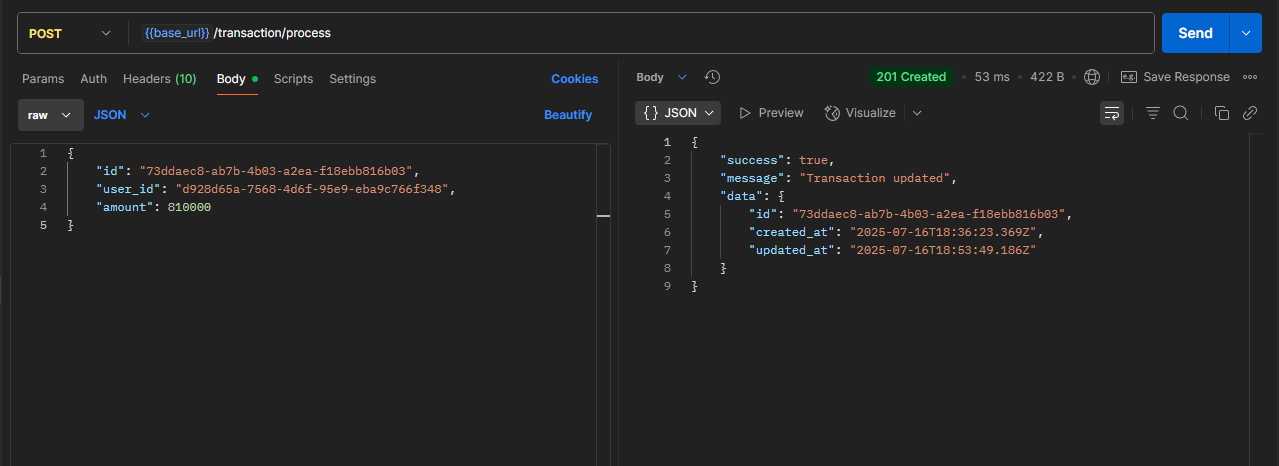 POST {{base_url}} /transaction/process Send
Params Auth Headers (10) Body Scripts Settings Cookies
raw JSON Beautify
1 {
2 "id": "73ddaec8-ab7b-4b03-a2ea-f18ebb816b03",
3 "user_id": "d928d65a-7568-4d6f-95e9-eba9c766f348",
4 "amount": 810000
5 }
Body 201 Created • 53 ms • 422 B e.g. Save Response
{} JSON Preview Visualize
1 {
2 "success": true,
3 "message": "Transaction updated",
4 "data": {
5 "id": "73ddaec8-ab7b-4b03-a2ea-f18ebb816b03",
6 "created_at": "2025-07-16T18:36:23.369Z",
7 "updated_at": "2025-07-16T18:53:49.186Z"
8 }
9 }